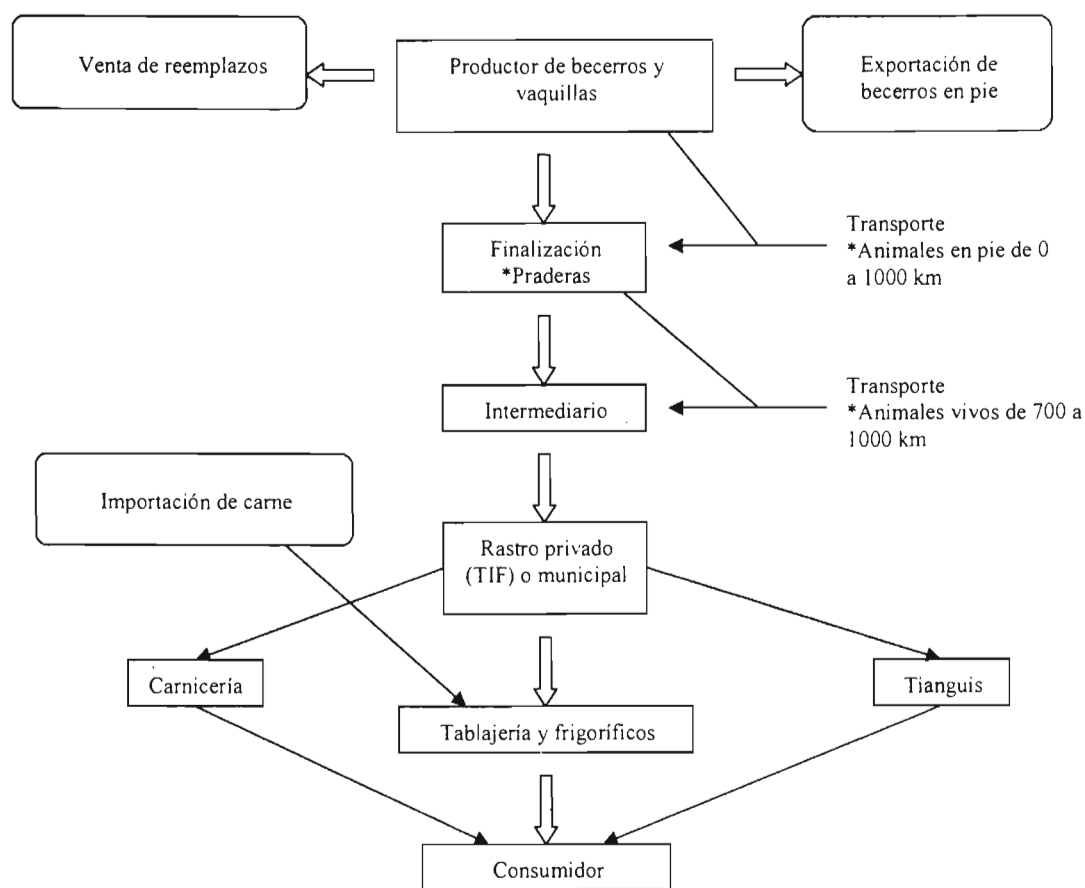 Venta de reemplazos
Productor de becerros y
vaquillas
Exportación de
becerros en pie
Transporte
*Animales en pie de 0
a 1000 km
Finalización
*Praderas
Transporte
*Animales vivos de 700 a
1000 km
Intermediario
Importación de carne
Rastro privado
(TIF) o municipal
Carnicería
Tianguis
Tablajería y frigoríficos
Consumidor